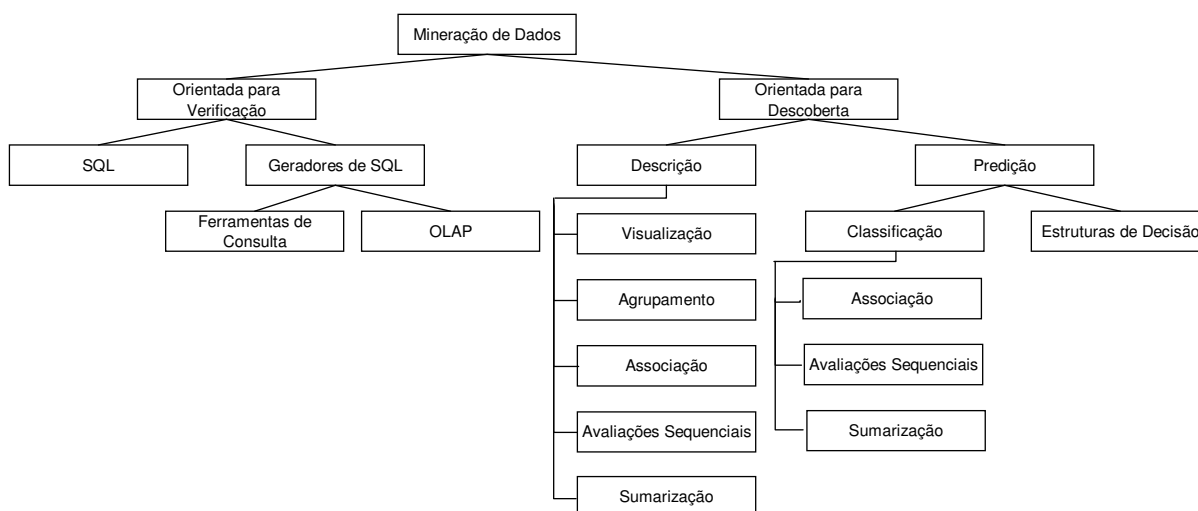 Mineração de Dados
Orientada para
Verificação
Orientada para
Descoberta
SQL
Geradores de SQL
Descrição
Predição
Ferramentas de
Consulta
OLAP
Visualização
Classificação
Estruturas de Decisão
Agrupamento
Associação
Associação
Avaliações Sequenciais
Avaliações Sequenciais
Sumarização
Sumarização